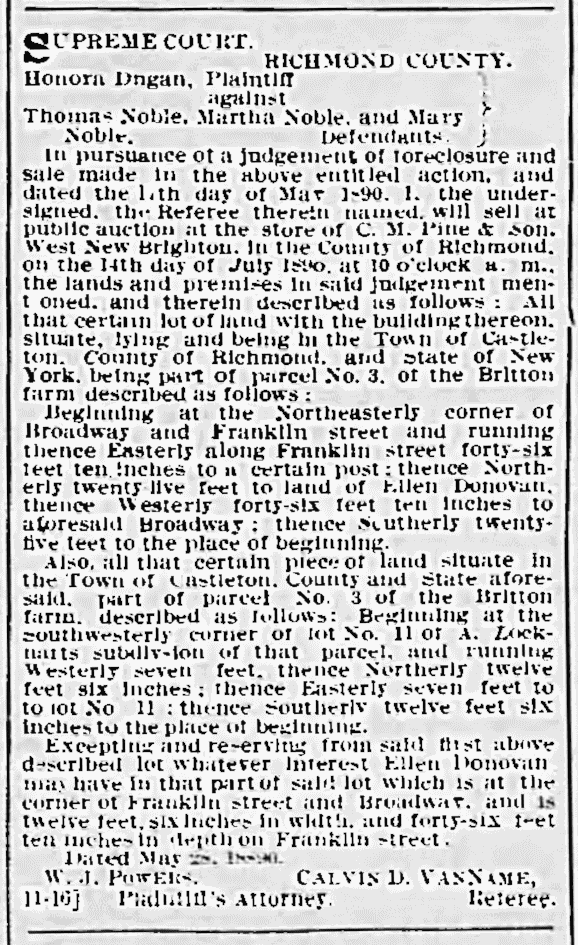 SUPREME COURT.
RICHMOND COUNTY.
Honora Dugan, Plaintiff
against
Thomas Noble, Martha Noble, and Mary
Noble, Defendants.
In pursuance of a judgement of foreclosure and
sale made in the above entitled action, and
dated the day of May 1890, I, the under-
signed, the Referee therein named, will sell at
public auction at the store of C. M. Pine & Son,
West New Brighton, in the County of Richmond,
on the 14th day of July 1890, at 10 o'clock a. m.,
the lands and premises in said judgement men-
t oned, and therein described as follows : All
that certain lot of land with the building thereon,
situate, lying and being in the Town of Castle-
ton, County of Richmond, and State of New
York, being part of parcel No. 3, of the Britton
farm described as follows :
Beginning at the Northeasterly corner of
Broadway and Franklin street and running
thence Easterly along Franklin street forty-six
feet ten inches to a certain post ; thence North-
erly twenty-five feet to land of Ellen Donovan,
thence Westerly forty-six feet ten inches to
aforesaid Broadway ; thence Southerly twenty-
five feet to the place of beginning.
Also, all that certain piece of land situate in
the Town of Castleton, County and State afore-
said, part of parcel No. 3 of the Britton
farm, described as follows: Beginning at the
southwesterly corner of lot No. 11 of A. Lock-
marts subdivsion of that parcel, and running
Westerly seven feet, thence Northerly twelve
feet six inches ; thence Easterly seven feet to
to lot No 11 ; thence Southerly twelve feet six
inches to the place of beginning.
Excepting and reserving from said first above
described lot whatever interest Ellen Donovan
may have in that part of said lot which is at the
corner of Franklin street and Broadway, and is
twelve feet, six inches in width, and forty-six feet
ten inches in depth on Franklin street.
Dated May
W. J. POWERS, CALVIN D. VANNAME,
11-16] Plaintiff's Attorney. Referee.